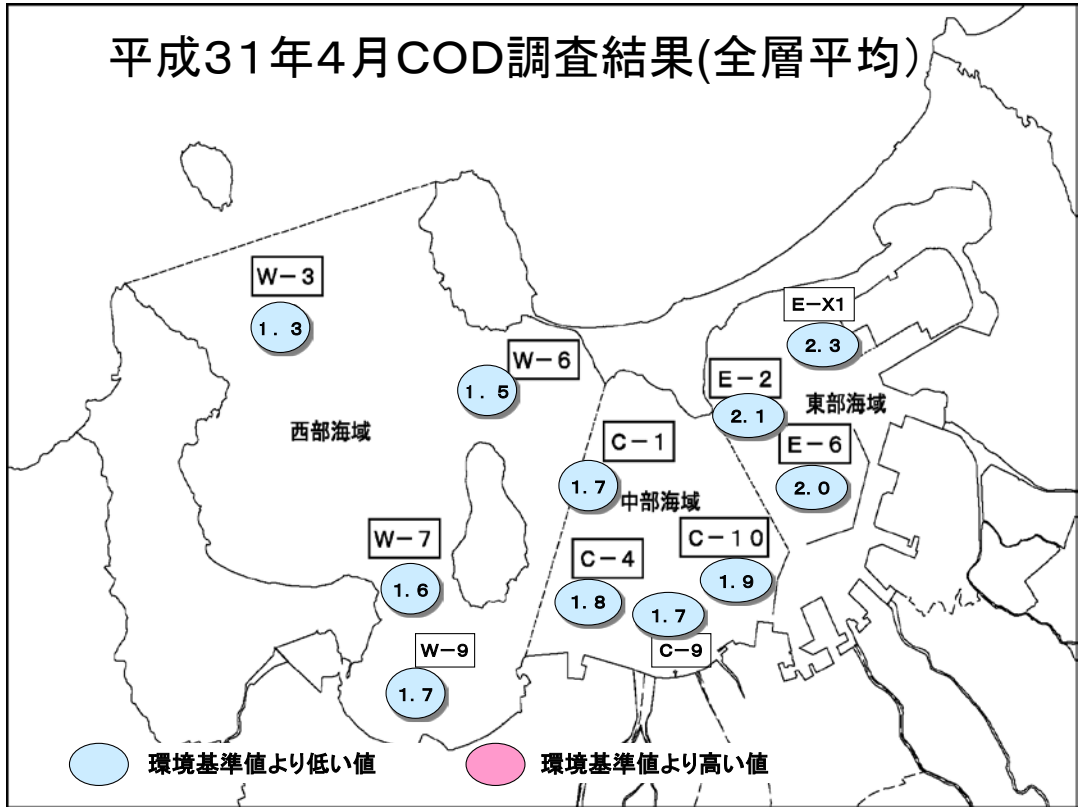 平成31年4月COD調査結果(全層平均)
W-3
1.3
E-X1
2.3
W-6
1.5
E-2
2.1
東部海域
西部海域
C-1
1.7
中部海域
E-6
2.0
W-7
1.6
C-4
1.8
C-10
1.9
1.7
C-9
W-9
1.7
環境基準値より低い値
環境基準値より高い値